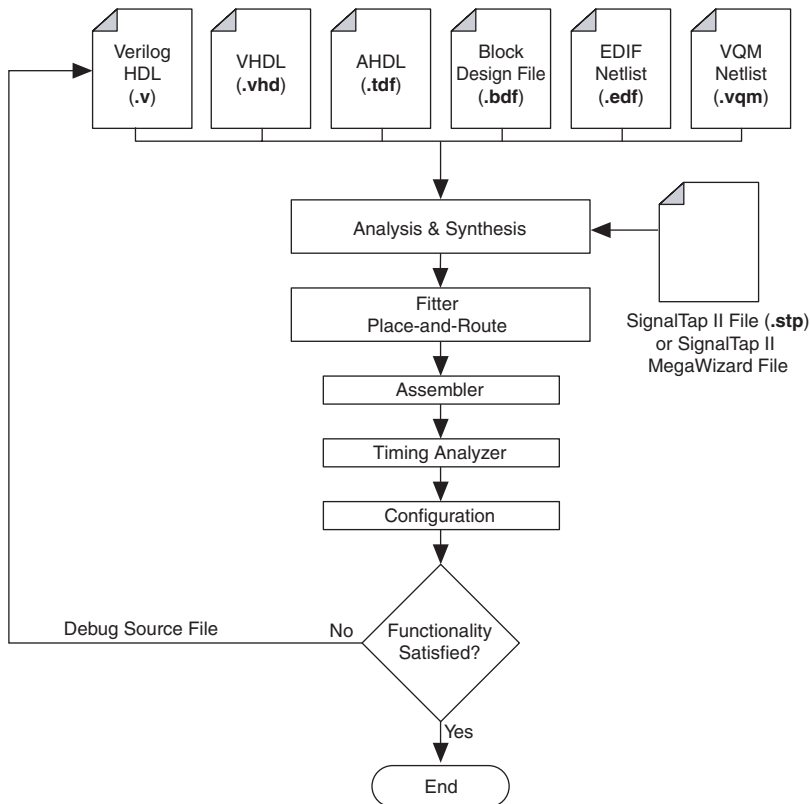 Verilog
HDL
(.v)
VHDL
(.vhd)
AHDL
(.tdf)
Block
Design File
(.bdf)
EDIF
Netlist
(.edf)
VQM
Netlist
(.vqm)
Analysis & Synthesis
Fitter
Place-and-Route
SignalTap II File (.stp)
or SignalTap II
MegaWizard File
Assembler
Timing Analyzer
Configuration
Debug Source File
No
Functionality
Satisfied?
Yes
End